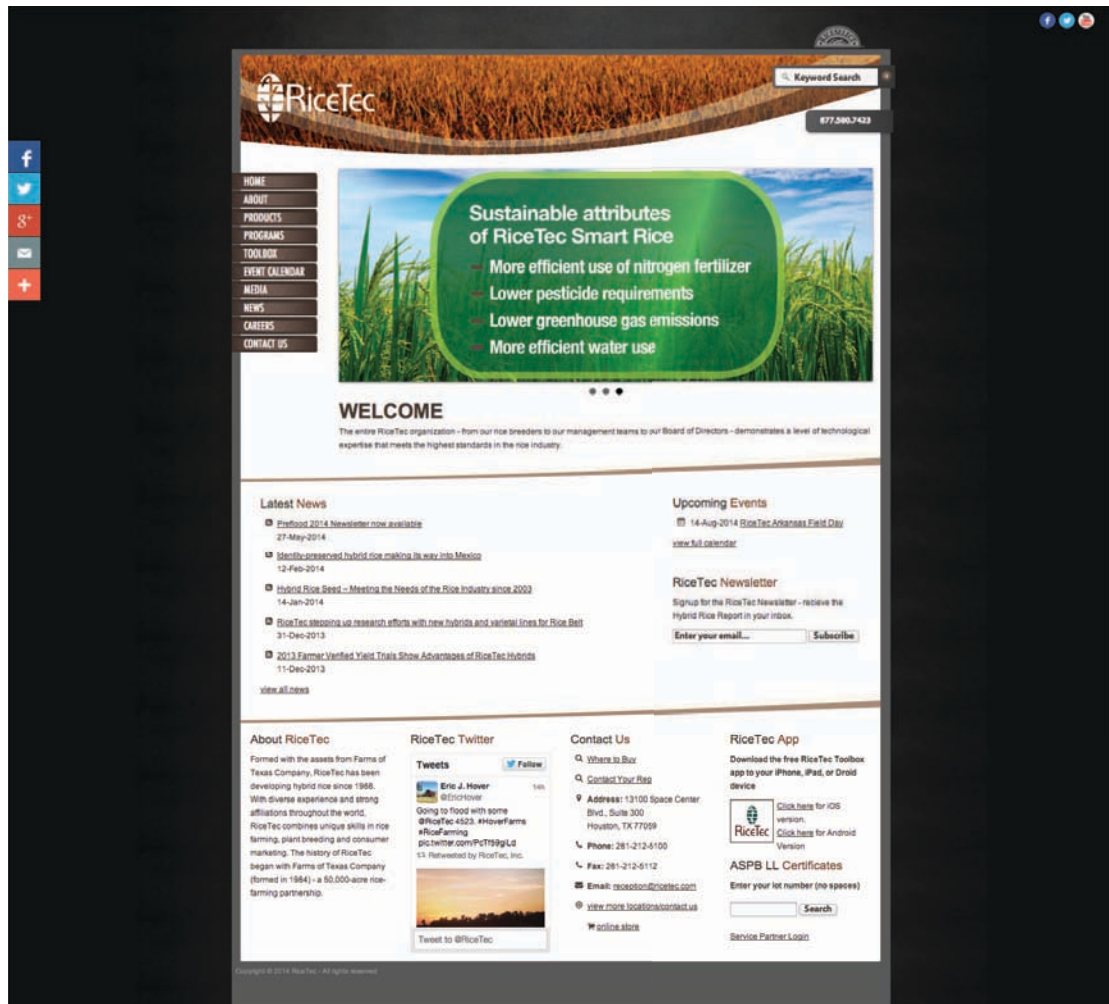 RiceTec
Keyword Search
877.580.7423
f
g+
+
HOME
ABOUT
PRODUCTS
PROGRAMS
TOOLBOX
EVENT CALENDAR
MEDIA
NEWS
CAREERS
CONTACT US
Sustainable attributes
of RiceTec Smart Rice
More efficient use of nitrogen fertilizer
Lower pesticide requirements
Lower greenhouse gas emissions
More efficient water use
WELCOME
The entire RiceTec organization - from our rice breeders to our management teams to our Board of Directors - demonstrates a level of technological
expertise that meets the highest standards in the rice industry.
Latest News
Preflood 2014 Newsletter now available
27-May-2014
Identity-preserved hybrid rice making its way into Mexico
12-Feb-2014
Hybrid Rice Seed – Meeting the Needs of the Rice Industry since 2003
14-Jan-2014
RiceTec stepping up research efforts with new hybrids and varietal lines for Rice Belt
31-Dec-2013
2013 Farmer Verified Yield Trials Show Advantages of RiceTec Hybrids
11-Dec-2013
view all news
Upcoming Events
14-Aug-2014 RiceTec Arkansas Field Day
view full calendar
RiceTec Newsletter
Signup for the RiceTec Newsletter - recieve the
Hybrid Rice Report in your inbox.
Enter your email... Subscribe
About RiceTec
Formed with the assets from Farms of
Texas Company, RiceTec has been
developing hybrid rice since 1988.
With diverse experience and strong
affiliations throughout the world,
RiceTec combines unique skills in rice
farming, plant breeding and consumer
marketing. The history of RiceTec
began with Farms of Texas Company
(formed in 1984) - a 50,000-acre rice-
farming partnership.
RiceTec Twitter
Tweets Follow
Eric J. Hover 14h
@EricHover
Going to flood with some
@RiceTec 4523. #HoverFarms
#RiceFarming
pic.twitter.com/PcTf59giLd
Retweeted by RiceTec, Inc.
Tweet to @RiceTec
Contact Us
Where to Buy
Contact Your Rep
Address: 13100 Space Center
Blvd., Suite 300
Houston, TX 77059
Phone: 281-212-5100
Fax: 281-212-5112
Email: reception@ricetec.com
view more locations/contact us
online store
RiceTec App
Download the free RiceTec Toolbox
app to your iPhone, iPad, or Droid
device
RiceTec
Click here for iOS
version.
Click here for Android
Version
ASPB LL Certificates
Enter your lot number (no spaces)
Search
Service Partner Login
Copyright © 2014 RiceTec - All rights reserved